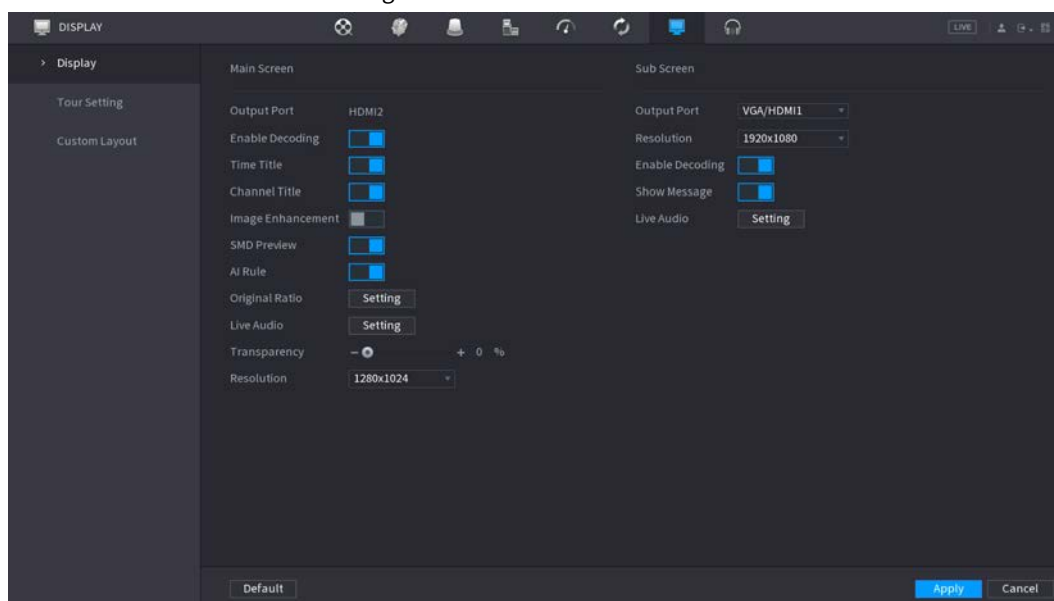 DISPLAY
LIVE
Display
Tour Setting
Custom Layout
Main Screen
Output Port HDMI2
Enable Decoding
Time Title
Channel Title
Image Enhancement
SMD Preview
AI Rule
Original Ratio Setting
Live Audio Setting
Transparency - + 0 %
Resolution 1280x1024
Sub Screen
Output Port VGA/HDMI1
Resolution 1920x1080
Enable Decoding
Show Message
Live Audio Setting
Default
Apply Cancel